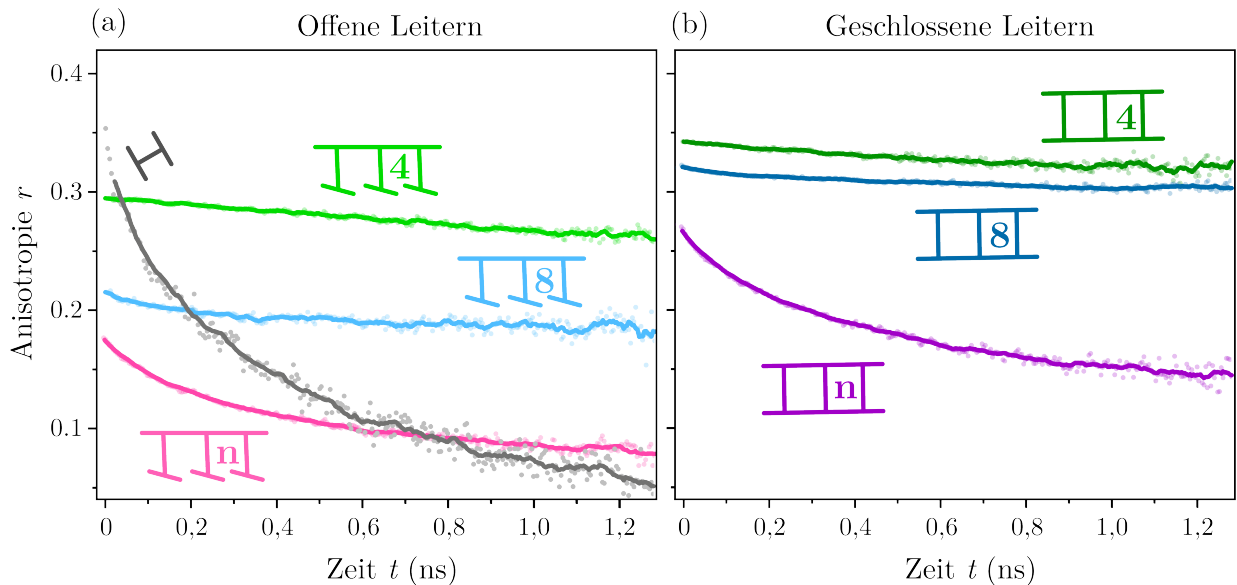 (a) Offene Leitern
(b) Geschlossene Leitern
Anisotropie r
0.4
0.3
0.2
0.1
4
8
n
4
8
n
0 0,2 0,4 0,6 0,8 1,0 1,2
0 0,2 0,4 0,6 0,8 1,0 1,2
Zeit t (ns)
Zeit t (ns)